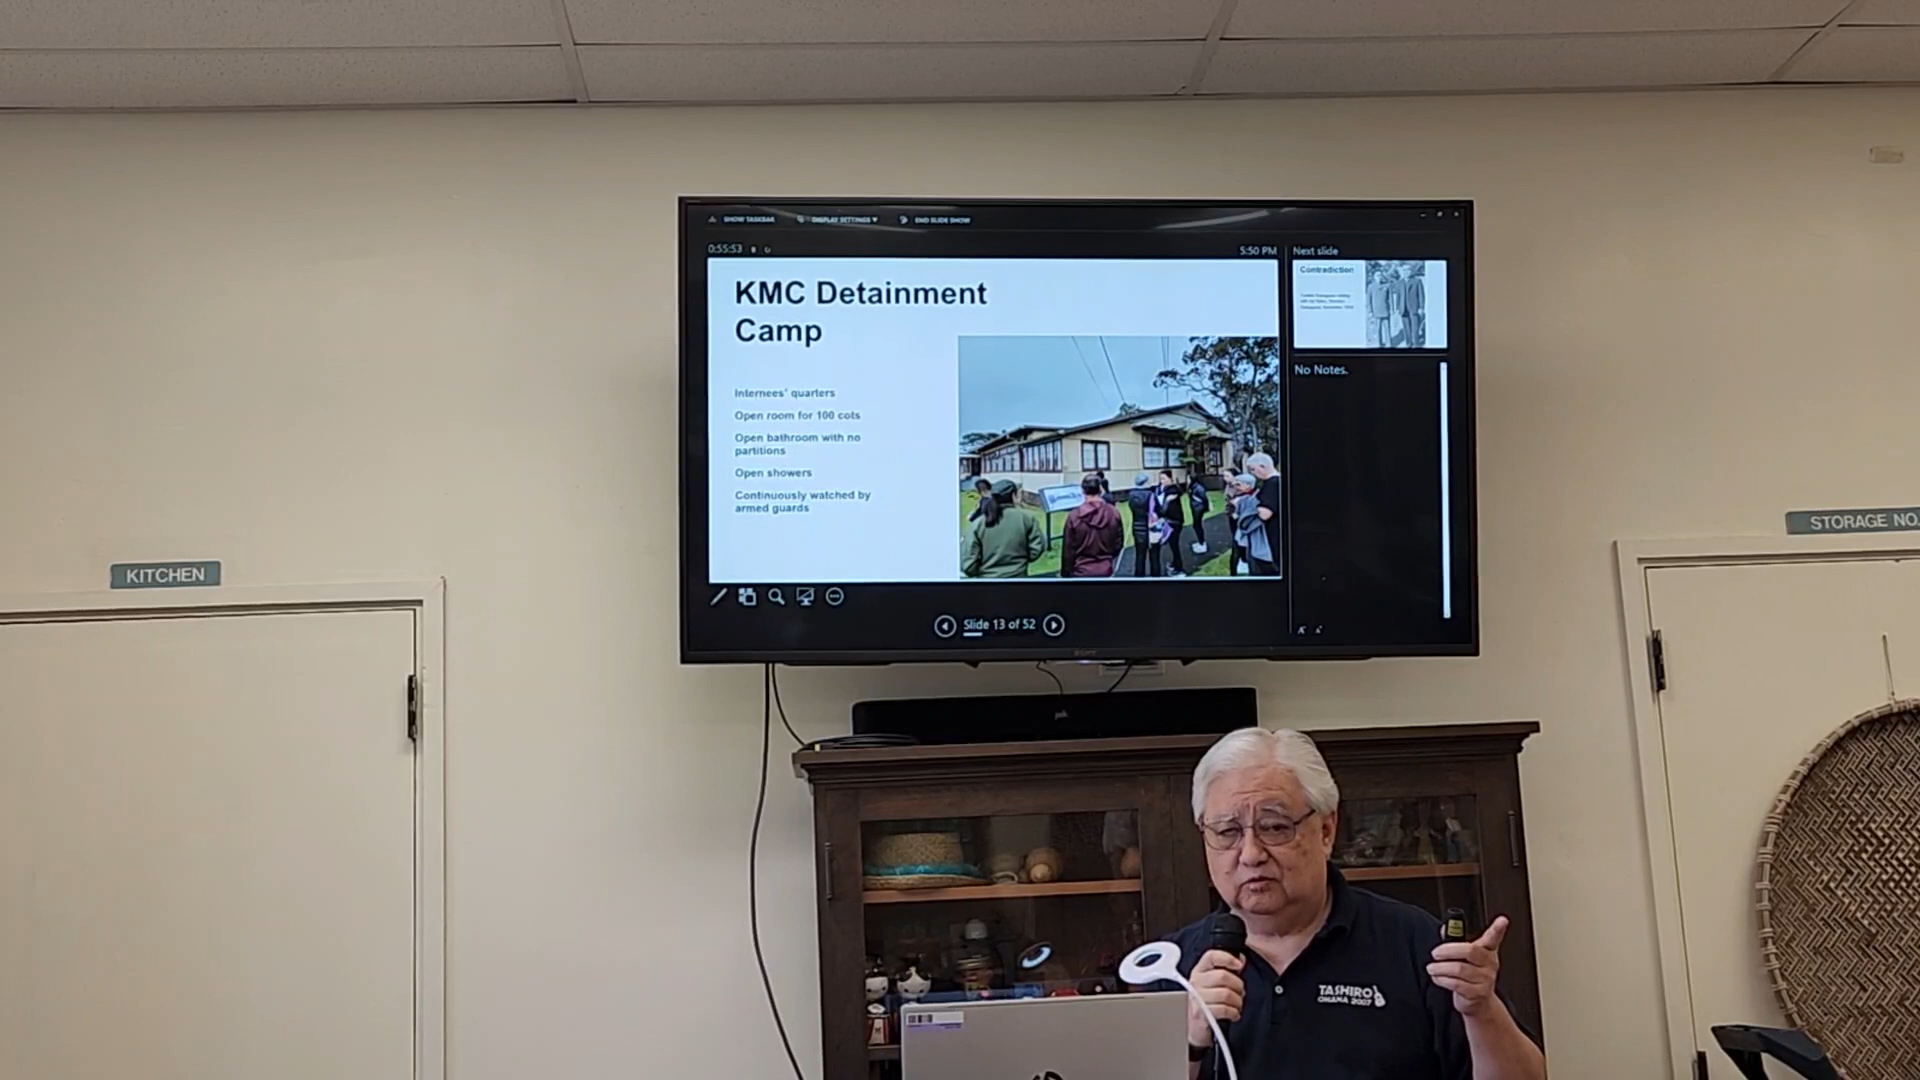 SHOW TASKBAR
DISPLAY SETTINGS ▼
END SLIDE SHOW
0:55:53
5:50 PM
Next slide
KMC Detainment
Camp
Internees' quarters
Open room for 100 cots
Open bathroom with no
partitions
Open showers
Continuously watched by
armed guards
Contradiction
No Notes.
Slide 13 of 52
SONY
polk
KITCHEN
STORAGE NO.
TASHIRO
OHANA 2007